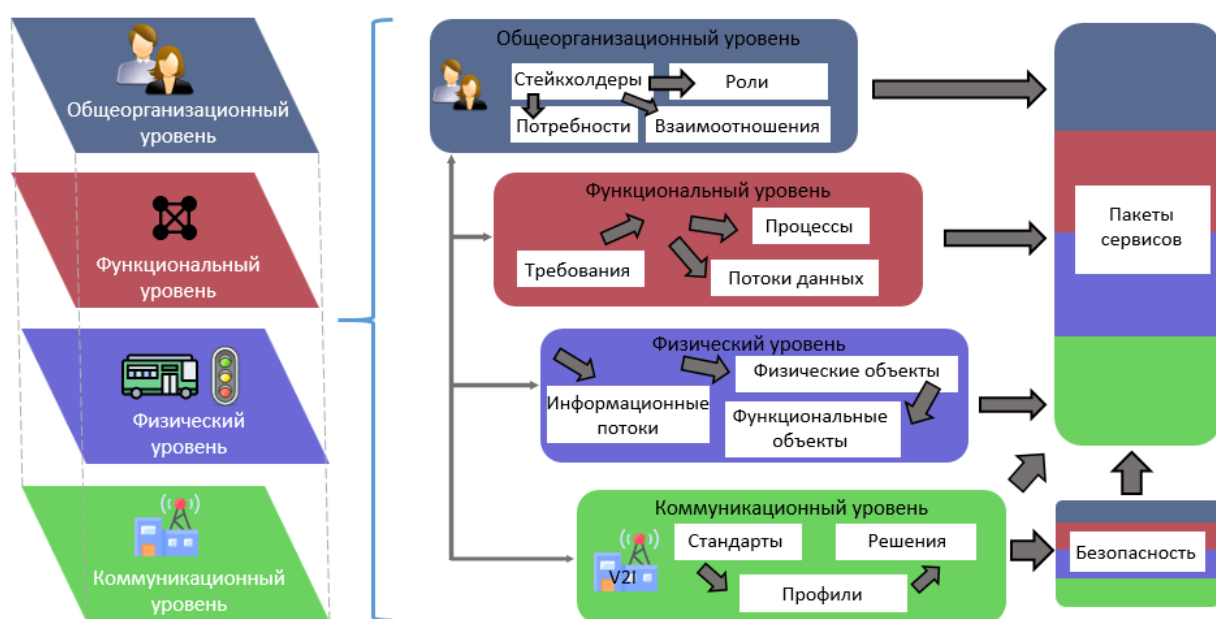 Общеорганизационный
уровень
Функциональный
уровень
Физический
уровень
Коммуникационный
уровень
Общеорганизационный уровень
Стейкхолдеры
Роли
Потребности
Взаимоотношения
Функциональный уровень
Процессы
Требования
Потоки данных
Физический уровень
Физические объекты
Информационные
потоки
Функциональные
объекты
Коммуникационный уровень
Стандарты
Решения
V2I
Профили
Пакеты
сервисов
Безопасность